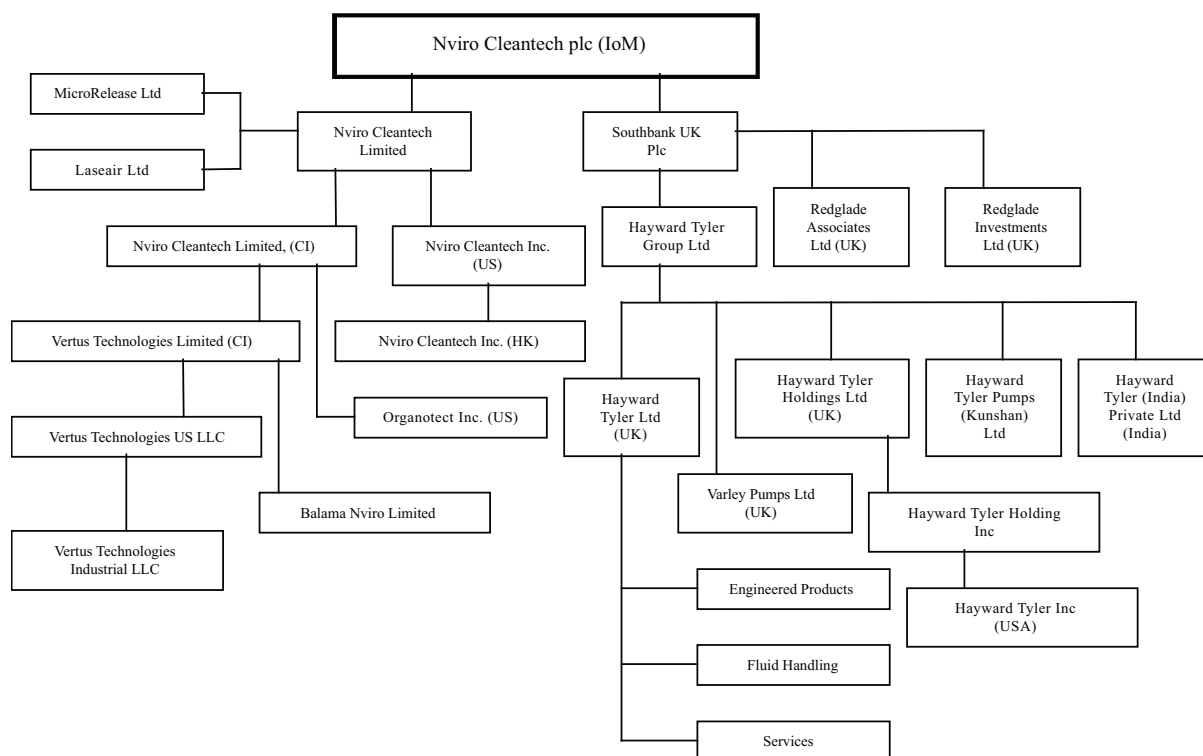 Nviro Cleantech plc (IoM)
MicroRelease Ltd
Laseair Ltd
Nviro Cleantech
Limited
Southbank UK
Plc
Redglade
Associates
Ltd (UK)
Redglade
Investments
Ltd (UK)
Hayward Tyler
Group Ltd
Nviro Cleantech Limited, (CI)
Nviro Cleantech Inc.
(US)
Vertus Technologies Limited (CI)
Nviro Cleantech Inc. (HK)
Hayward
Tyler Ltd
(UK)
Hayward Tyler
Holdings Ltd
(UK)
Hayward
Tyler Pumps
(Kunshan)
Ltd
Hayward
Tyler (India)
Private Ltd
(India)
Organotect Inc. (US)
Vertus Technologies US LLC
Varley Pumps Ltd
(UK)
Balama Nviro Limited
Hayward Tyler Holding
Inc
Vertus Technologies
Industrial LLC
Engineered Products
Hayward Tyler Inc
(USA)
Fluid Handling
Services